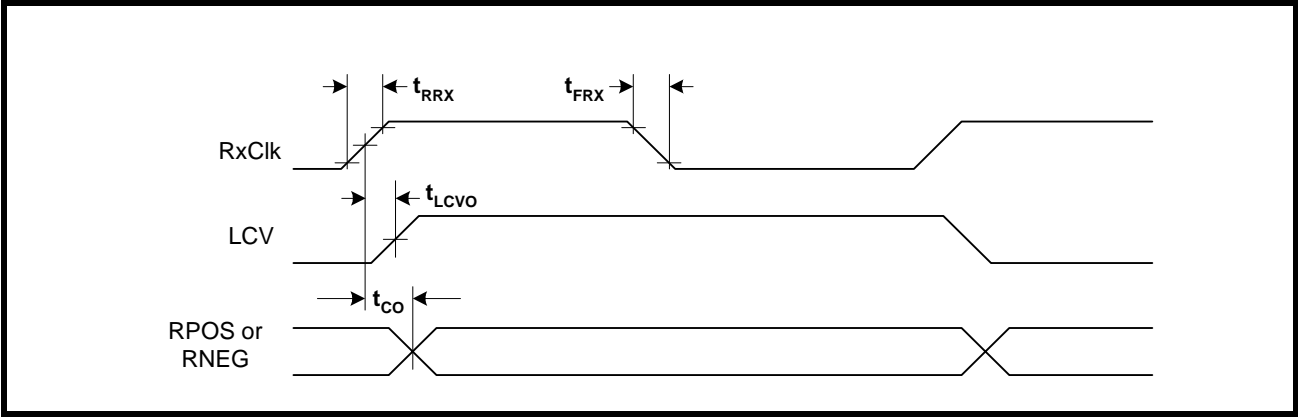 tRRX
tFRX
RxClk
tLCVO
LCV
tCO
RPOS or
RNEG